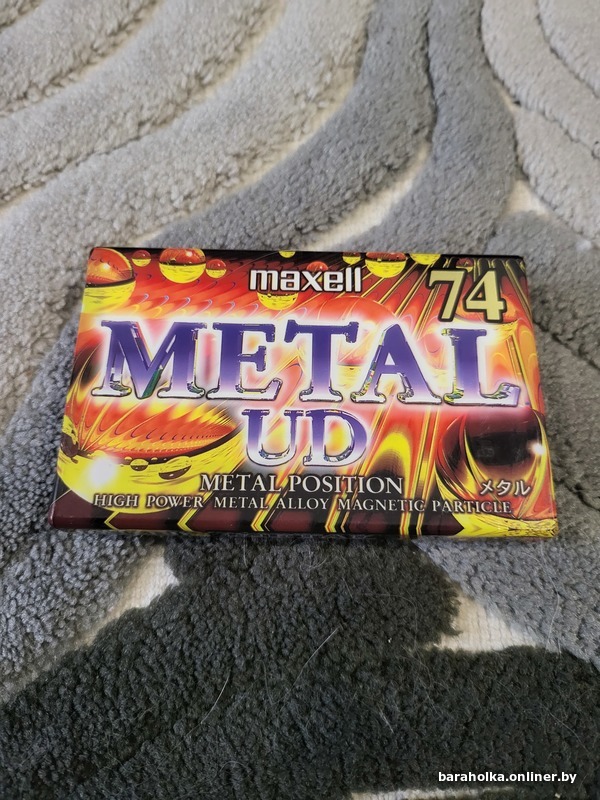 maxell
74
METAL
UD
METAL POSITION
メタル
HIGH POWER METAL ALLOY MAGNETIC PARTICLE
baraholka.onliner.by